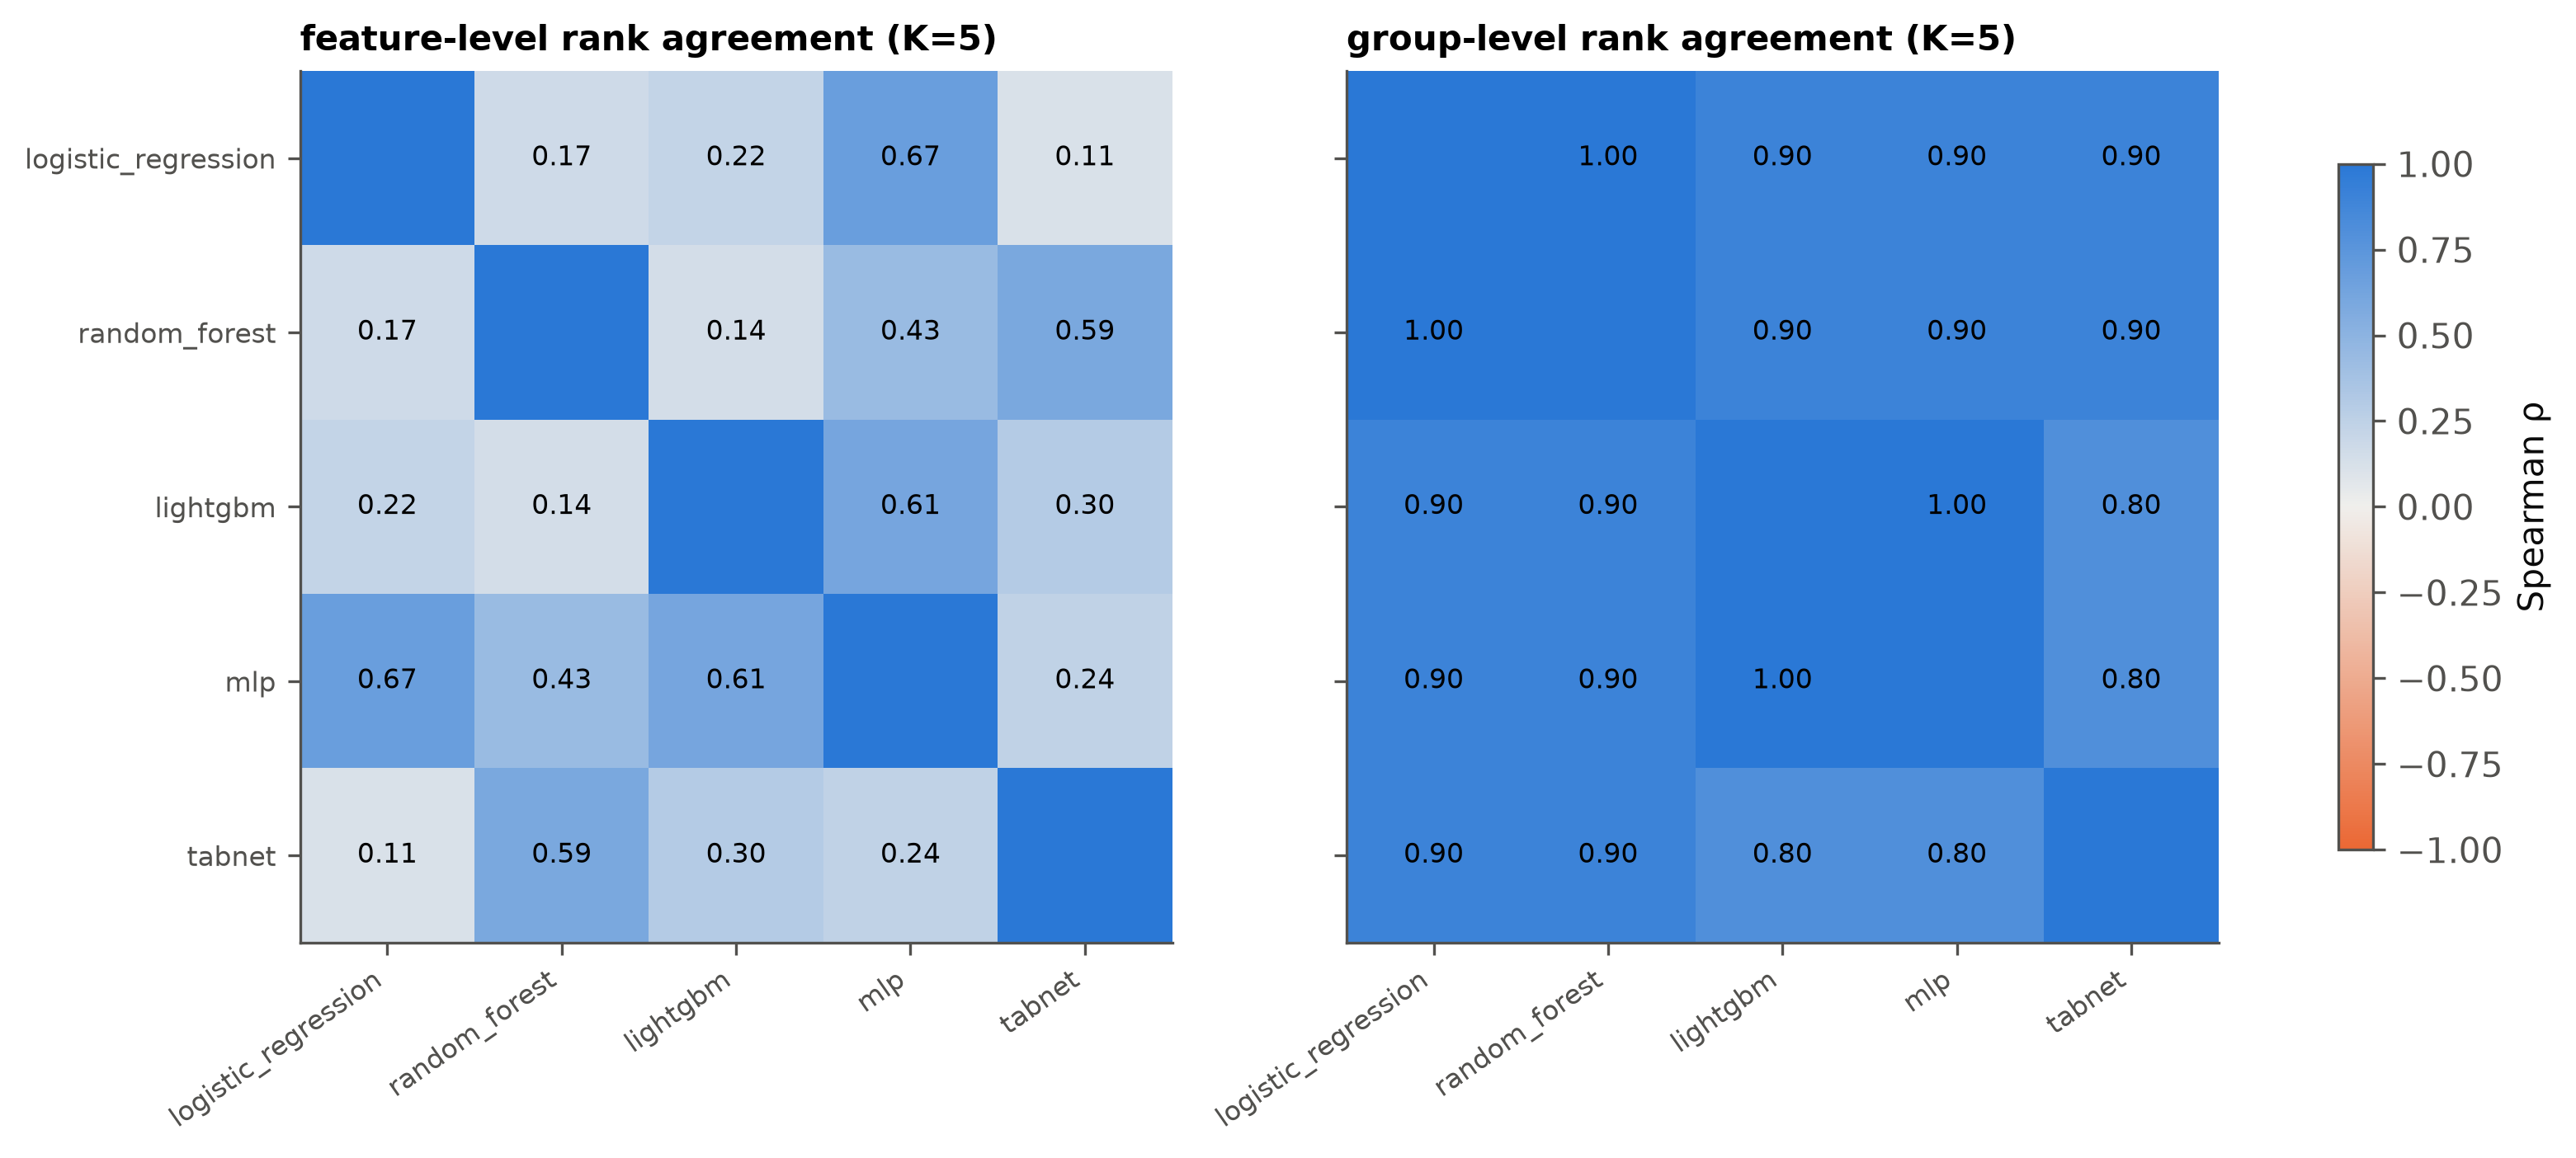 feature-level rank agreement (K=5)
group-level rank agreement (K=5)
logistic_regression
random_forest
lightgbm
mlp
tabnet
0.17 0.22 0.67 0.11
0.17 0.14 0.43 0.59
0.22 0.14 0.61 0.30
0.67 0.43 0.61 0.24
0.11 0.59 0.30 0.24
logistic_regression
random_forest
lightgbm
mlp
tabnet
1.00 0.90 0.90 0.90
1.00 0.90 0.90 0.90
0.90 0.90 1.00 0.80
0.90 0.90 1.00 0.80
0.90 0.90 0.80 0.80
logistic_regression
random_forest
lightgbm
mlp
tabnet
1.00
0.75
0.50
0.25
0.00
−0.25
−0.50
−0.75
−1.00
Spearman ρ